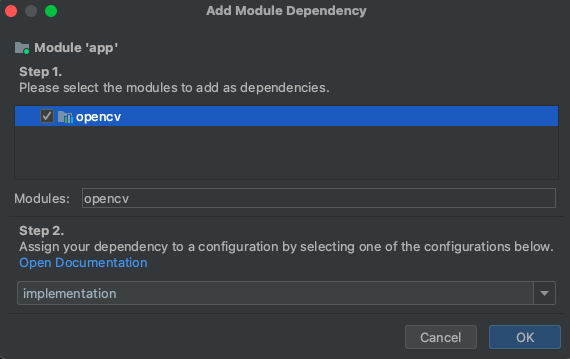 Add Module Dependency
Module 'app'
Step 1.
Please select the modules to add as dependencies.
opencv
Modules: opencv
Step 2.
Assign your dependency to a configuration by selecting one of the configurations below.
Open Documentation
implementation
Cancel OK